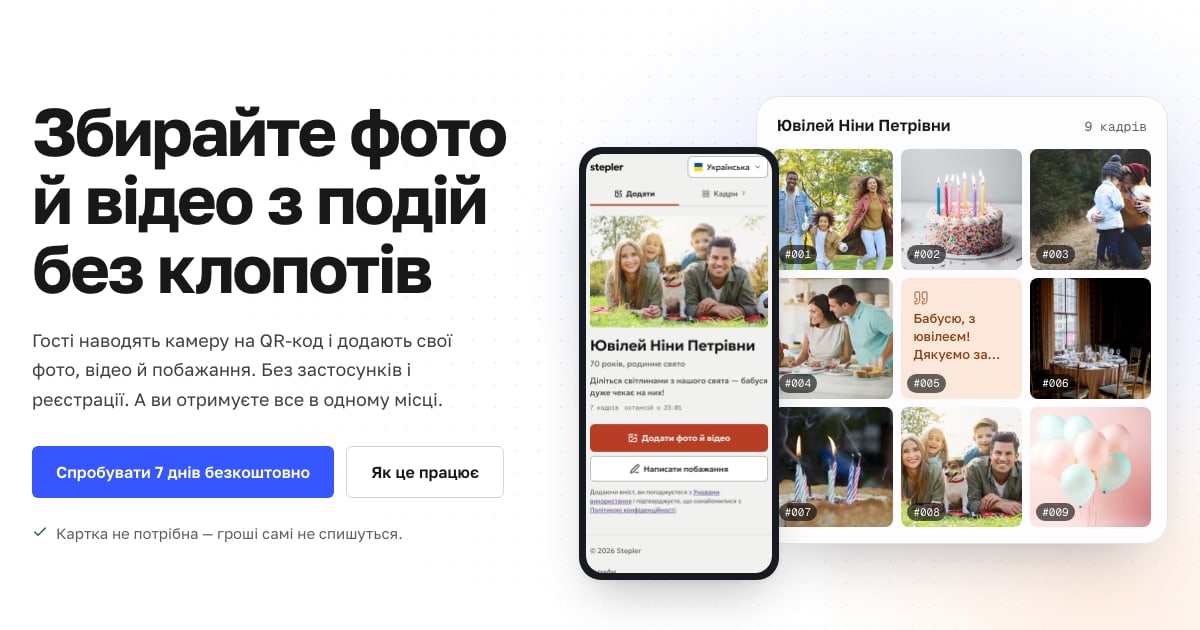 Збирайте фото
й відео з подій
без клопотів
Гості наводять камеру на QR-код і додають свої
фото, відео й побажання. Без застосунків і
реєстрації. А ви отримуєте все в одному місці.
Спробувати 7 днів безкоштовно
Як це працює
Картка не потрібна — гроші самі не спишуться.
stepler
Українська
Додати
Кадри 7
Ювілей Ніни Петрівни
70 років, родинне свято
Діліться світлинами з нашого свята — бабуся
дуже чекає на них!
7 кадрів останній о 23:01
Додати фото й відео
Написати побажання
Додаючи вміст, ви погоджуєтеся з Умовами
використання і підтверджуєте, що ознайомилися з
Політикою конфіденційності.
© 2026 Stepler
Ювілей Ніни Петрівни
9 кадрів
#001
#002
#003
#004
Бабусю, з
ювілеєм!
Дякуємо за...
#005
#006
#007
#008
#009